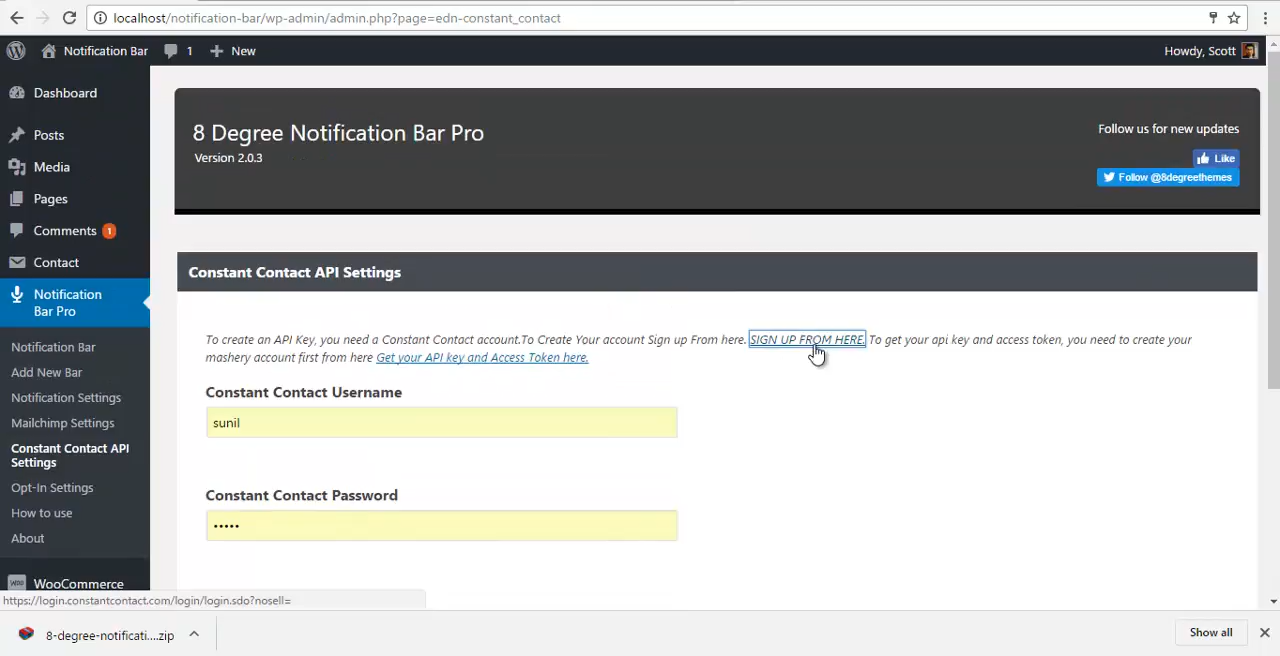 localhost/notification-bar/wp-admin/admin.php?page=edn-constant_contact
Notification Bar 1 New Howdy, Scott
Dashboard
Posts
Media
Pages
Comments 1
Contact
Notification
Bar Pro
Notification Bar
Add New Bar
Notification Settings
Mailchimp Settings
Constant Contact API
Settings
Opt-In Settings
How to use
About
WOO WooCommerce
8 Degree Notification Bar Pro
Version 2.0.3
Follow us for new updates
Like
Follow @8degreethemes
Constant Contact API Settings
To create an API Key, you need a Constant Contact account.To Create Your account Sign up From here. SIGN UP FROM HERE. To get your api key and access token, you need to create your
mashery account first from here Get your API key and Access Token here.
Constant Contact Username
sunil
Constant Contact Password
•••••
https://login.constantcontact.com/login/login.sdo?nosell=
8-degree-notificati....zip
Show all